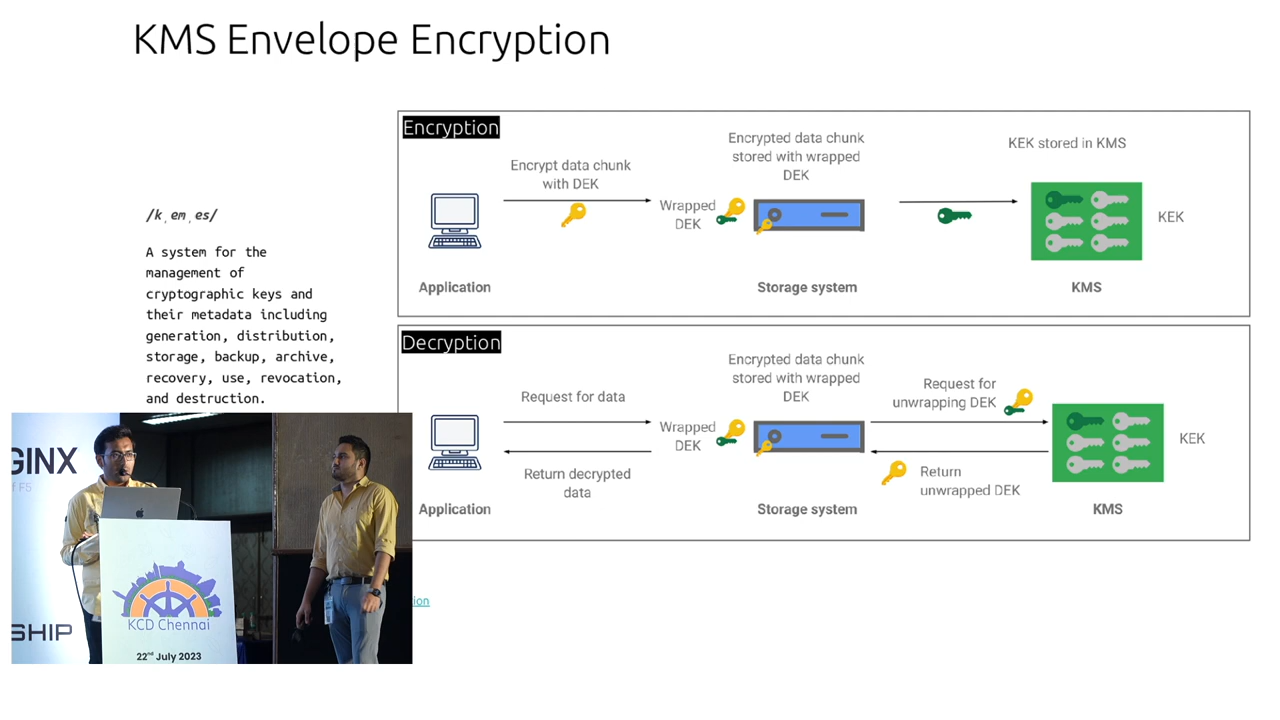 KMS Envelope Encryption
/kˌemˌes/
A system for the
management of
cryptographic keys and
their metadata including
generation, distribution,
storage, backup, archive,
recovery, use, revocation,
and destruction.
Encryption
Encrypt data chunk
with DEK
Wrapped
DEK
Encrypted data chunk
stored with wrapped
DEK
KEK stored in KMS
KEK
Application
Storage system
KMS
Decryption
Request for data
Return decrypted
data
Wrapped
DEK
Encrypted data chunk
stored with wrapped
DEK
Request for
unwrapping DEK
Return
unwrapped DEK
KEK
Application
Storage system
KMS
GINX
F5
SHIP
KCD Chennai
22nd July 2023
ion